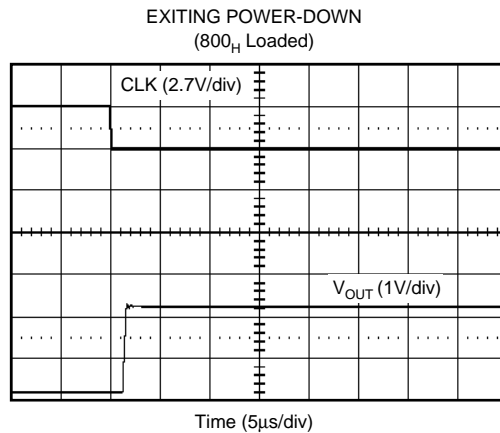 EXITING POWER-DOWN
(800H Loaded)
CLK (2.7V/div)
VOUT (1V/div)
Time (5µs/div)